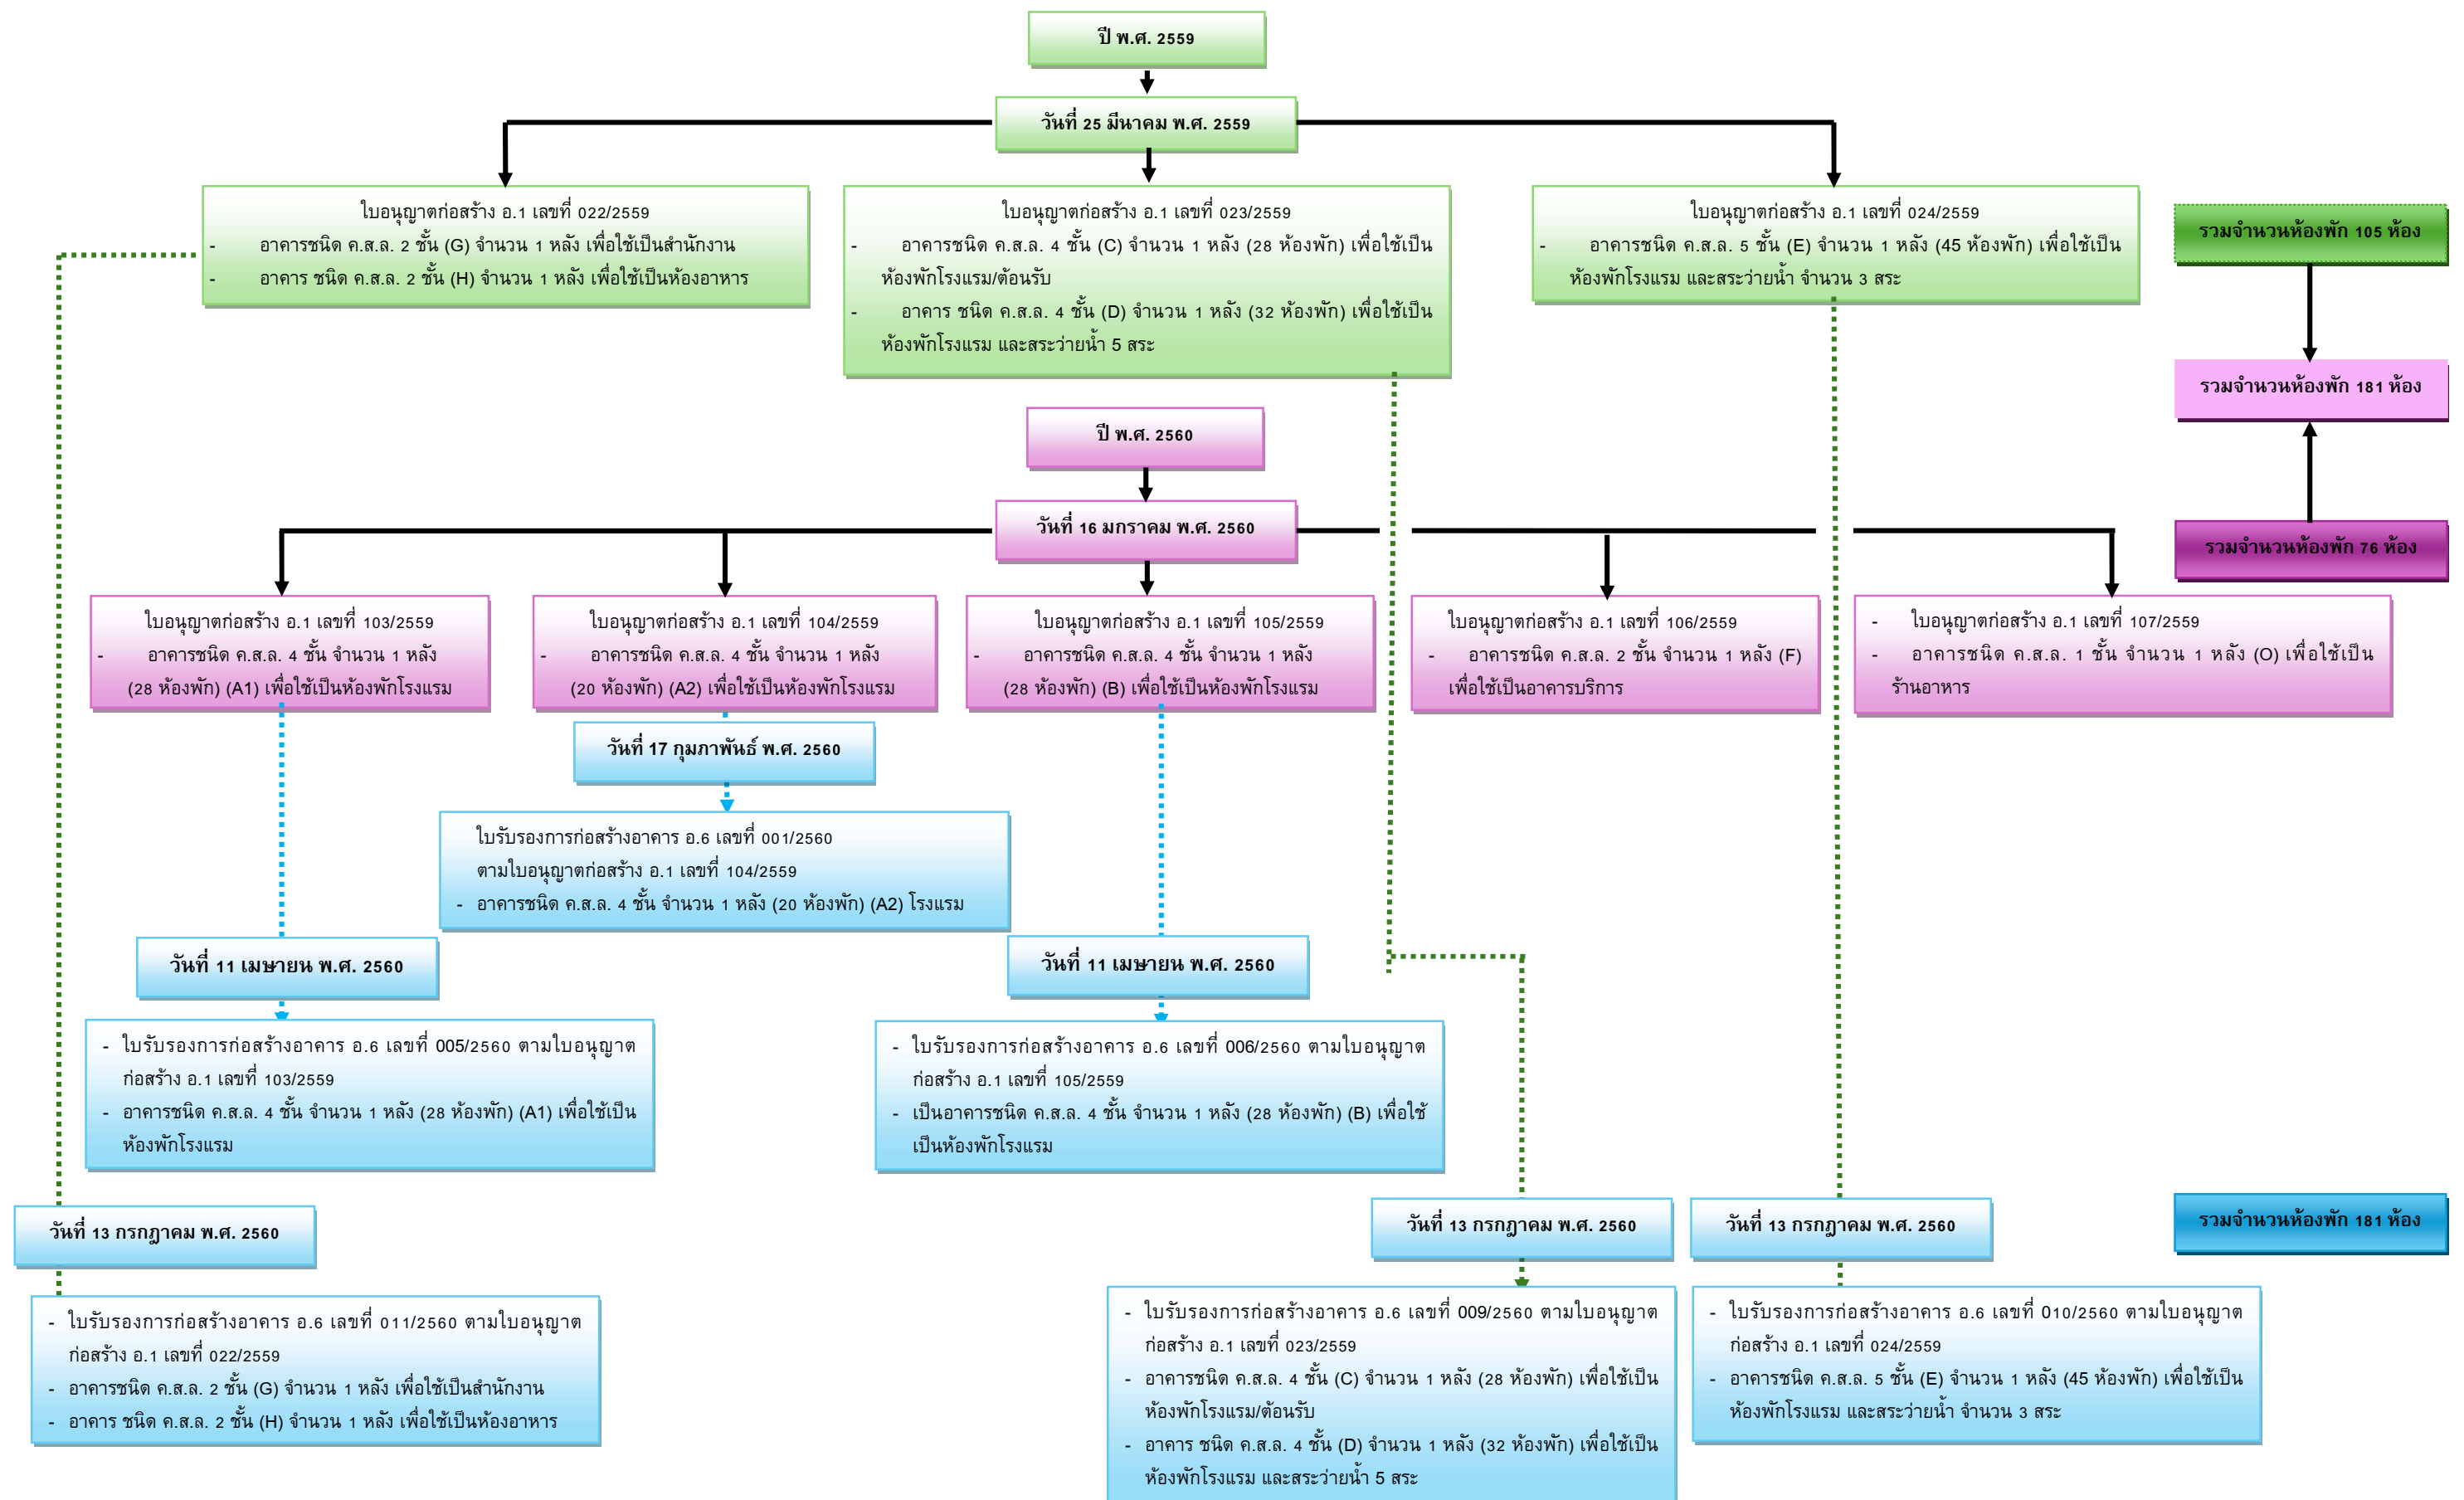 ปี พ.ศ. 2559
วันที่ 25 มีนาคม พ.ศ. 2559
ใบอนุญาตก่อสร้าง อ.1 เลขที่ 022/2559
- อาคารชนิด ค.ส.ล. 2 ชั้น (G) จำนวน 1 หลัง เพื่อใช้เป็นสำนักงาน
- อาคาร ชนิด ค.ส.ล. 2 ชั้น (H) จำนวน 1 หลัง เพื่อใช้เป็นห้องอาหาร
ใบอนุญาตก่อสร้าง อ.1 เลขที่ 023/2559
- อาคารชนิด ค.ส.ล. 4 ชั้น (C) จำนวน 1 หลัง (28 ห้องพัก) เพื่อใช้เป็น
ห้องพักโรงแรม/ต้อนรับ
- อาคาร ชนิด ค.ส.ล. 4 ชั้น (D) จำนวน 1 หลัง (32 ห้องพัก) เพื่อใช้เป็น
ห้องพักโรงแรม และสระว่ายน้ำ 5 สระ
ใบอนุญาตก่อสร้าง อ.1 เลขที่ 024/2559
- อาคารชนิด ค.ส.ล. 5 ชั้น (E) จำนวน 1 หลัง (45 ห้องพัก) เพื่อใช้เป็น
ห้องพักโรงแรม และสระว่ายน้ำ จำนวน 3 สระ
รวมจำนวนห้องพัก 105 ห้อง
รวมจำนวนห้องพัก 181 ห้อง
ปี พ.ศ. 2560
วันที่ 16 มกราคม พ.ศ. 2560
รวมจำนวนห้องพัก 76 ห้อง
ใบอนุญาตก่อสร้าง อ.1 เลขที่ 103/2559
- อาคารชนิด ค.ส.ล. 4 ชั้น จำนวน 1 หลัง
(28 ห้องพัก) (A1) เพื่อใช้เป็นห้องพักโรงแรม
ใบอนุญาตก่อสร้าง อ.1 เลขที่ 104/2559
- อาคารชนิด ค.ส.ล. 4 ชั้น จำนวน 1 หลัง
(20 ห้องพัก) (A2) เพื่อใช้เป็นห้องพักโรงแรม
ใบอนุญาตก่อสร้าง อ.1 เลขที่ 105/2559
- อาคารชนิด ค.ส.ล. 4 ชั้น จำนวน 1 หลัง
(28 ห้องพัก) (B) เพื่อใช้เป็นห้องพักโรงแรม
ใบอนุญาตก่อสร้าง อ.1 เลขที่ 106/2559
- อาคารชนิด ค.ส.ล. 2 ชั้น จำนวน 1 หลัง (F)
เพื่อใช้เป็นอาคารบริการ
- ใบอนุญาตก่อสร้าง อ.1 เลขที่ 107/2559
- อาคารชนิด ค.ส.ล. 1 ชั้น จำนวน 1 หลัง (O) เพื่อใช้เป็น
ร้านอาหาร
วันที่ 17 กุมภาพันธ์ พ.ศ. 2560
ใบรับรองการก่อสร้างอาคาร อ.6 เลขที่ 001/2560
ตามใบอนุญาตก่อสร้าง อ.1 เลขที่ 104/2559
- อาคารชนิด ค.ส.ล. 4 ชั้น จำนวน 1 หลัง (20 ห้องพัก) (A2) โรงแรม
วันที่ 11 เมษายน พ.ศ. 2560
- ใบรับรองการก่อสร้างอาคาร อ.6 เลขที่ 005/2560 ตามใบอนุญาต
ก่อสร้าง อ.1 เลขที่ 103/2559
- อาคารชนิด ค.ส.ล. 4 ชั้น จำนวน 1 หลัง (28 ห้องพัก) (A1) เพื่อใช้เป็น
ห้องพักโรงแรม
วันที่ 11 เมษายน พ.ศ. 2560
- ใบรับรองการก่อสร้างอาคาร อ.6 เลขที่ 006/2560 ตามใบอนุญาต
ก่อสร้าง อ.1 เลขที่ 105/2559
- เป็นอาคารชนิด ค.ส.ล. 4 ชั้น จำนวน 1 หลัง (28 ห้องพัก) (B) เพื่อใช้
เป็นห้องพักโรงแรม
วันที่ 13 กรกฎาคม พ.ศ. 2560
- ใบรับรองการก่อสร้างอาคาร อ.6 เลขที่ 011/2560 ตามใบอนุญาต
ก่อสร้าง อ.1 เลขที่ 022/2559
- อาคารชนิด ค.ส.ล. 2 ชั้น (G) จำนวน 1 หลัง เพื่อใช้เป็นสำนักงาน
- อาคาร ชนิด ค.ส.ล. 2 ชั้น (H) จำนวน 1 หลัง เพื่อใช้เป็นห้องอาหาร
วันที่ 13 กรกฎาคม พ.ศ. 2560
- ใบรับรองการก่อสร้างอาคาร อ.6 เลขที่ 009/2560 ตามใบอนุญาต
ก่อสร้าง อ.1 เลขที่ 023/2559
- อาคารชนิด ค.ส.ล. 4 ชั้น (C) จำนวน 1 หลัง (28 ห้องพัก) เพื่อใช้เป็น
ห้องพักโรงแรม/ต้อนรับ
- อาคาร ชนิด ค.ส.ล. 4 ชั้น (D) จำนวน 1 หลัง (32 ห้องพัก) เพื่อใช้เป็น
ห้องพักโรงแรม และสระว่ายน้ำ 5 สระ
วันที่ 13 กรกฎาคม พ.ศ. 2560
- ใบรับรองการก่อสร้างอาคาร อ.6 เลขที่ 010/2560 ตามใบอนุญาต
ก่อสร้าง อ.1 เลขที่ 024/2559
- อาคารชนิด ค.ส.ล. 5 ชั้น (E) จำนวน 1 หลัง (45 ห้องพัก) เพื่อใช้เป็น
ห้องพักโรงแรม และสระว่ายน้ำ จำนวน 3 สระ
รวมจำนวนห้องพัก 181 ห้อง